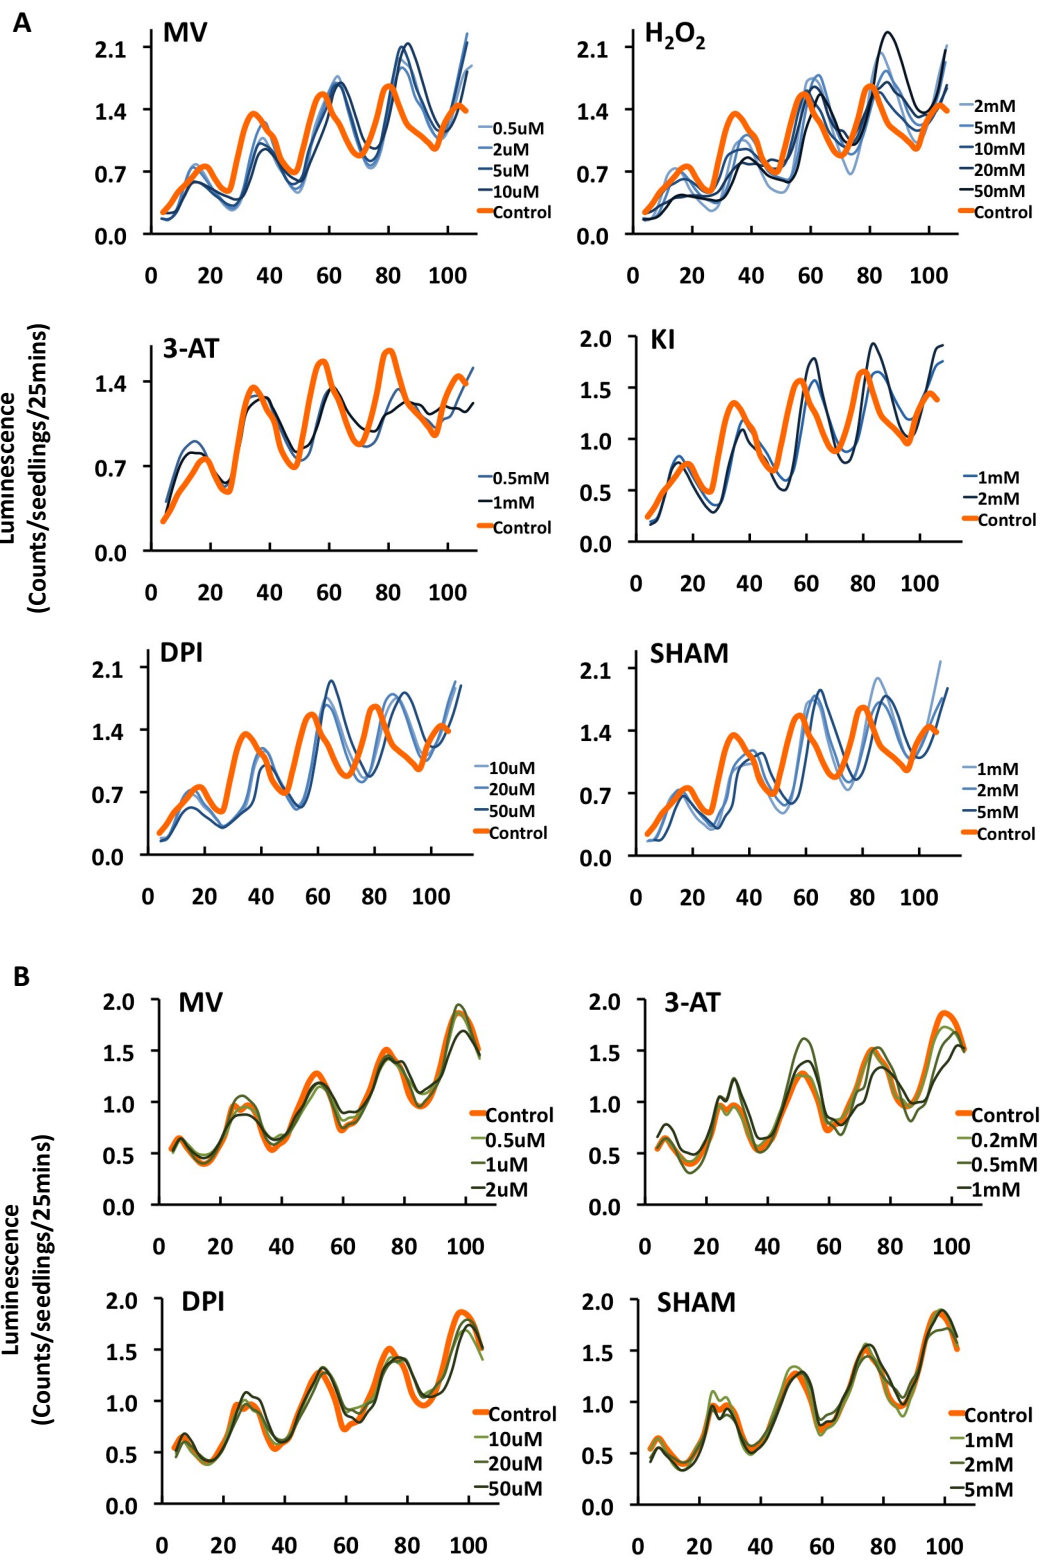 A
Luminescence
(Counts/seedlings/25mins)
MV
2.1
1.4
0.7
0.0
0 20 40 60 80 100
0.5uM
2uM
5uM
10uM
Control
H2O2
2.1
1.4
0.7
0.0
0 20 40 60 80 100
2mM
5mM
10mM
20mM
50mM
Control
3-AT
1.4
0.7
0.0
0 20 40 60 80 100
0.5mM
1mM
Control
KI
2.0
1.5
1.0
0.5
0.0
0 20 40 60 80 100
1mM
2mM
Control
DPI
2.1
1.4
0.7
0.0
0 20 40 60 80 100
10uM
20uM
50uM
Control
SHAM
2.1
1.4
0.7
0.0
0 20 40 60 80 100
1mM
2mM
5mM
Control
B
Luminescence
(Counts/seedlings/25mins)
MV
2.0
1.5
1.0
0.5
0.0
0 20 40 60 80 100
Control
0.5uM
1uM
2uM
3-AT
2.0
1.5
1.0
0.5
0.0
0 20 40 60 80 100
Control
0.2mM
0.5mM
1mM
DPI
2.0
1.5
1.0
0.5
0.0
0 20 40 60 80 100
Control
10uM
20uM
50uM
SHAM
2.0
1.5
1.0
0.5
0.0
0 20 40 60 80 100
Control
1mM
2mM
5mM